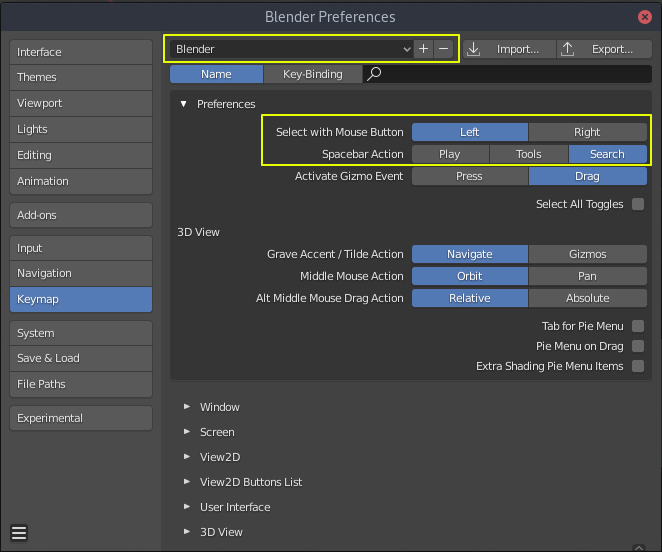 Blender Preferences
Interface
Themes
Viewport
Lights
Editing
Animation
Add-ons
Input
Navigation
Keymap
System
Save & Load
File Paths
Experimental
Blender + −
Import...
Export...
Name
Key-Binding
Preferences
Select with Mouse Button Left Right
Spacebar Action Play Tools Search
Activate Gizmo Event Press Drag
Select All Toggles
3D View
Grave Accent / Tilde Action Navigate Gizmos
Middle Mouse Action Orbit Pan
Alt Middle Mouse Drag Action Relative Absolute
Tab for Pie Menu
Pie Menu on Drag
Extra Shading Pie Menu Items
Window
Screen
View2D
View2D Buttons List
User Interface
3D View